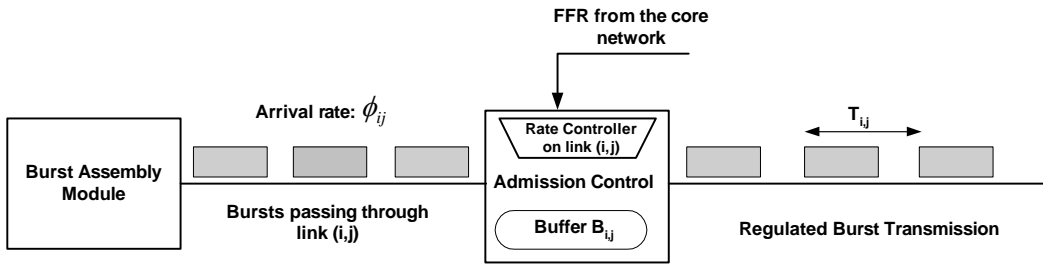 FFR from the core
network
Arrival rate: ϕij
Ti,j
Rate Controller
on link (i,j)
Burst Assembly
Module
Admission Control
Bursts passing through
link (i,j)
Buffer Bi,j
Regulated Burst Transmission